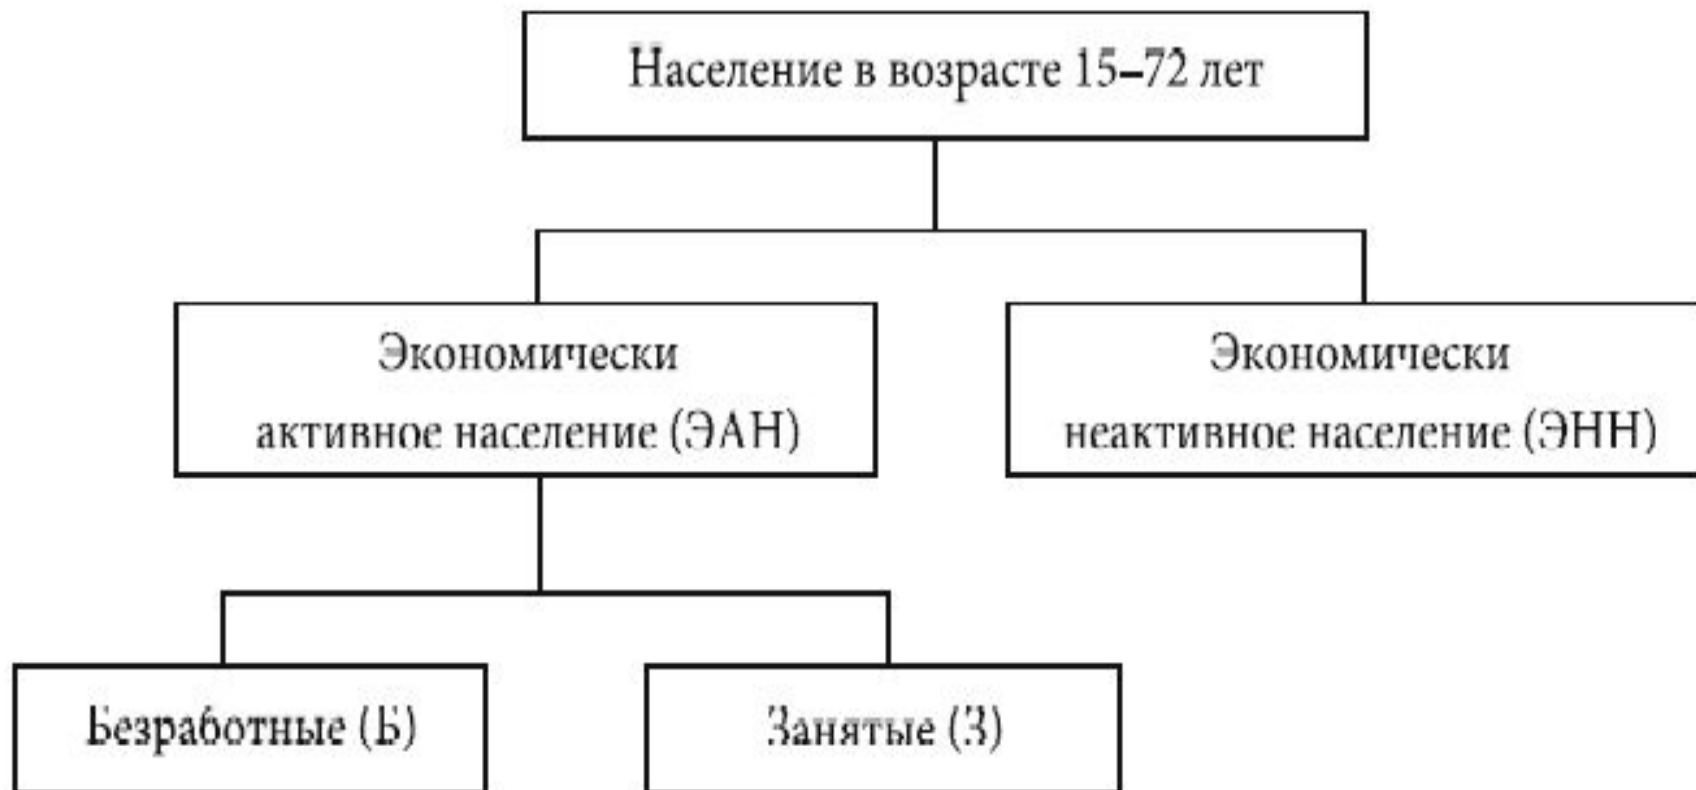 Население в возрасте 15–72 лет
Экономически
активное население (ЭАН)
Экономически
неактивное население (ЭНН)
Безработные (Б)
Занятые (З)